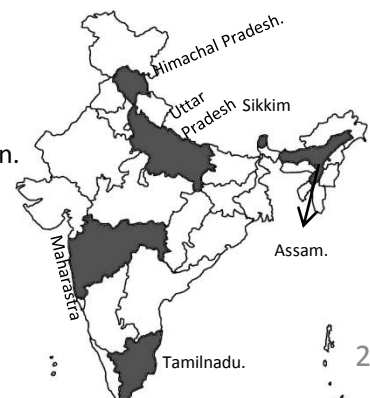 Himachal Pradesh.
Uttar
Pradesh
Sikkim
n.
Assam.
Maharastra
Tamilnadu.
2